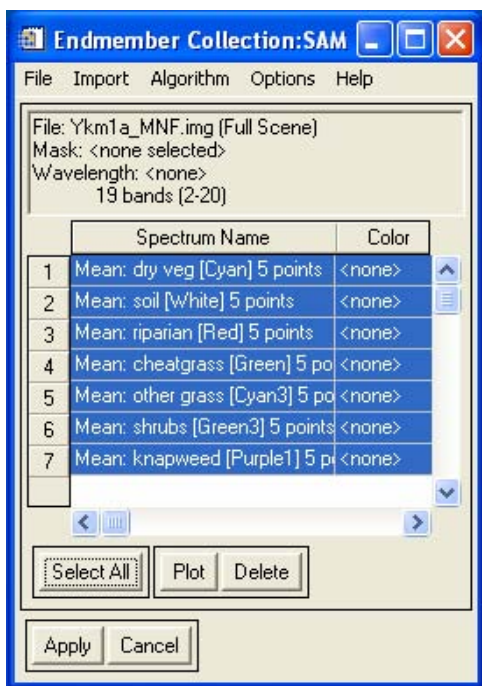 Endmember Collection:SAM
File Import Algorithm Options Help
File: Ykm1a_MNF.img (Full Scene)
Mask: <none selected>
Wavelength: <none>
19 bands (2-20)
Spectrum Name Color
1 Mean: dry veg [Cyan] 5 points <none>
2 Mean: soil [White] 5 points <none>
3 Mean: riparian [Red] 5 points <none>
4 Mean: cheatgrass [Green] 5 po <none>
5 Mean: other grass [Cyan3] 5 po <none>
6 Mean: shrubs [Green3] 5 points <none>
7 Mean: knapweed [Purple1] 5 p <none>
Select All Plot Delete
Apply Cancel